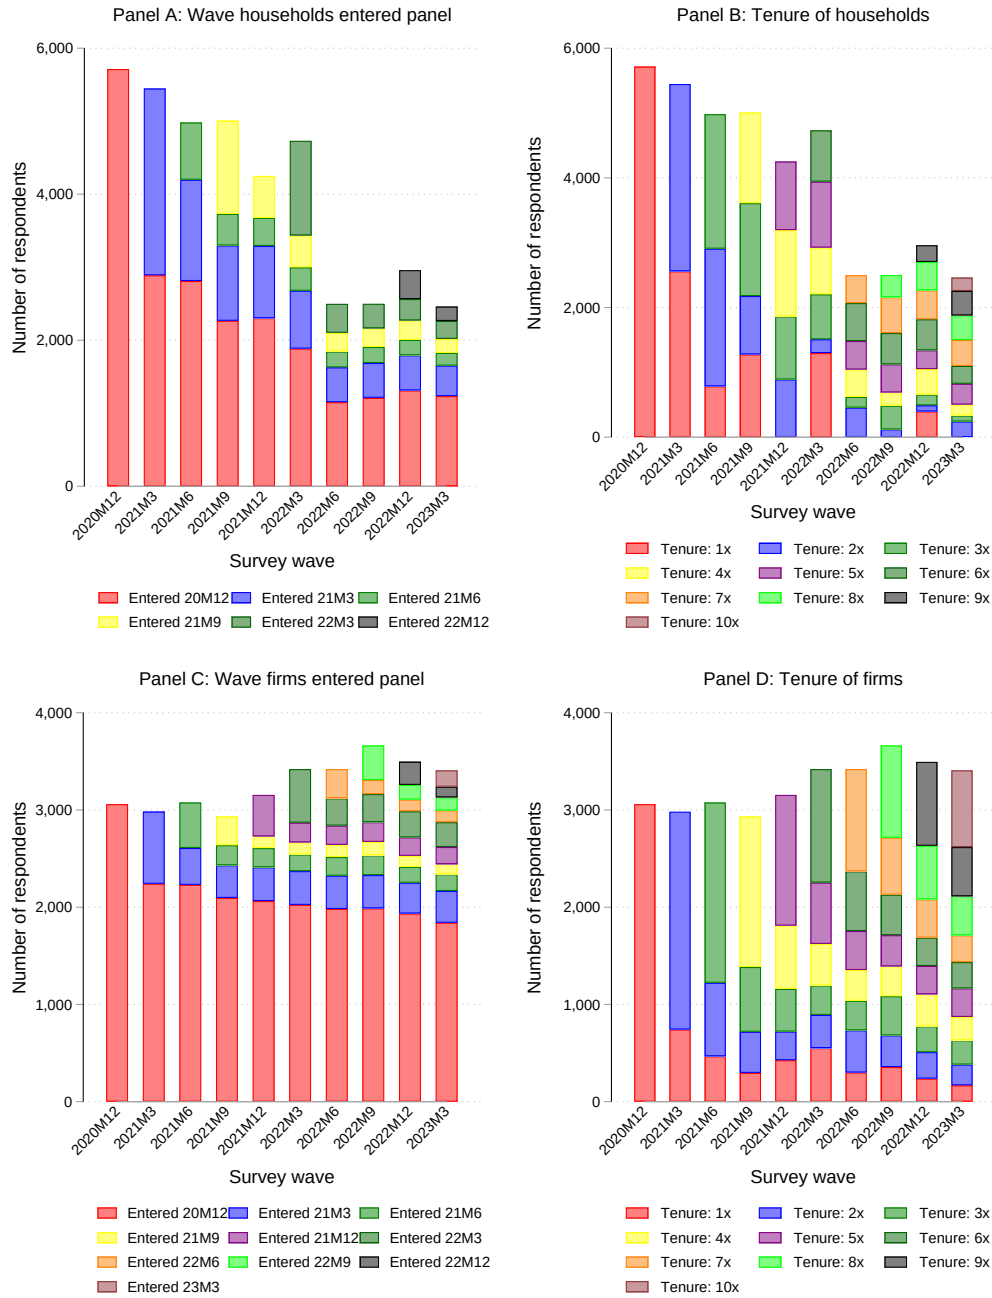 Panel A: Wave households entered panel
Number of respondents
6,000
4,000
2,000
0
2020M12
2021M3
2021M6
2021M9
2021M12
2022M3
2022M6
2022M9
2022M12
2023M3
Survey wave
Entered 20M12 Entered 21M3 Entered 21M6
Entered 21M9 Entered 22M3 Entered 22M12
Panel B: Tenure of households
Number of respondents
6,000
4,000
2,000
0
2020M12
2021M3
2021M6
2021M9
2021M12
2022M3
2022M6
2022M9
2022M12
2023M3
Survey wave
Tenure: 1x Tenure: 2x Tenure: 3x
Tenure: 4x Tenure: 5x Tenure: 6x
Tenure: 7x Tenure: 8x Tenure: 9x
Tenure: 10x
Panel C: Wave firms entered panel
Number of respondents
4,000
3,000
2,000
1,000
0
2020M12
2021M3
2021M6
2021M9
2021M12
2022M3
2022M6
2022M9
2022M12
2023M3
Survey wave
Entered 20M12 Entered 21M3 Entered 21M6
Entered 21M9 Entered 21M12 Entered 22M3
Entered 22M6 Entered 22M9 Entered 22M12
Entered 23M3
Panel D: Tenure of firms
Number of respondents
4,000
3,000
2,000
1,000
0
2020M12
2021M3
2021M6
2021M9
2021M12
2022M3
2022M6
2022M9
2022M12
2023M3
Survey wave
Tenure: 1x Tenure: 2x Tenure: 3x
Tenure: 4x Tenure: 5x Tenure: 6x
Tenure: 7x Tenure: 8x Tenure: 9x
Tenure: 10x